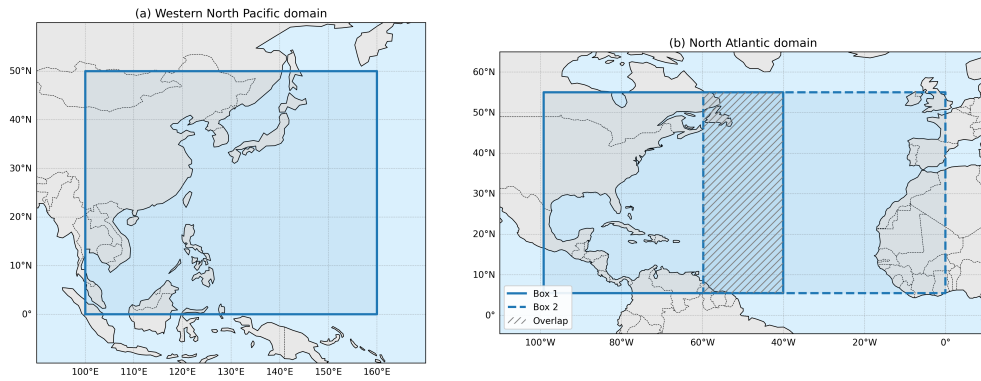 (a) Western North Pacific domain
50°N
40°N
30°N
20°N
10°N
0°
100°E 110°E 120°E 130°E 140°E 150°E 160°E
(b) North Atlantic domain
60°N
50°N
40°N
30°N
20°N
10°N
0°
Box 1
Box 2
Overlap
100°W 80°W 60°W 40°W 20°W 0°